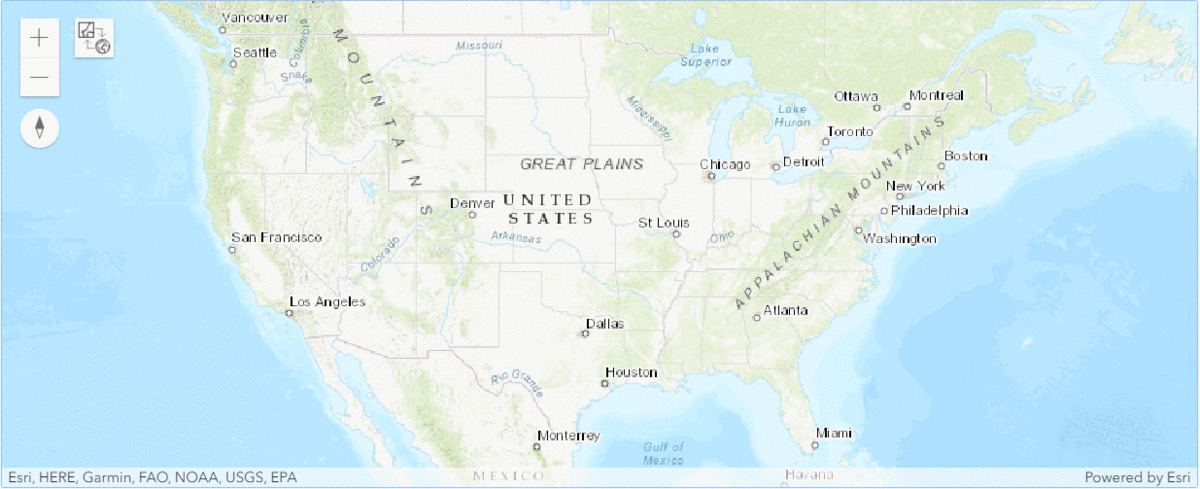 Vancouver
Seattle
Columbia
Snake
MOUNTAINS
Missouri
Lake
Superior
Mississippi
Lake
Huron
Ottawa
Montreal
Toronto
GREAT PLAINS
Chicago
Detroit
Boston
New York
Denver
UNITED
STATES
Philadelphia
St Louis
APPALACHIAN MOUNTAINS
San Francisco
Colorado
Arkansas
Ohio
Washington
Los Angeles
Atlanta
Dallas
Rio Grande
Houston
Monterrey
Miami
Gulf of
Mexico
MEXICO
Havana
Esri, HERE, Garmin, FAO, NOAA, USGS, EPA
Powered by Esri